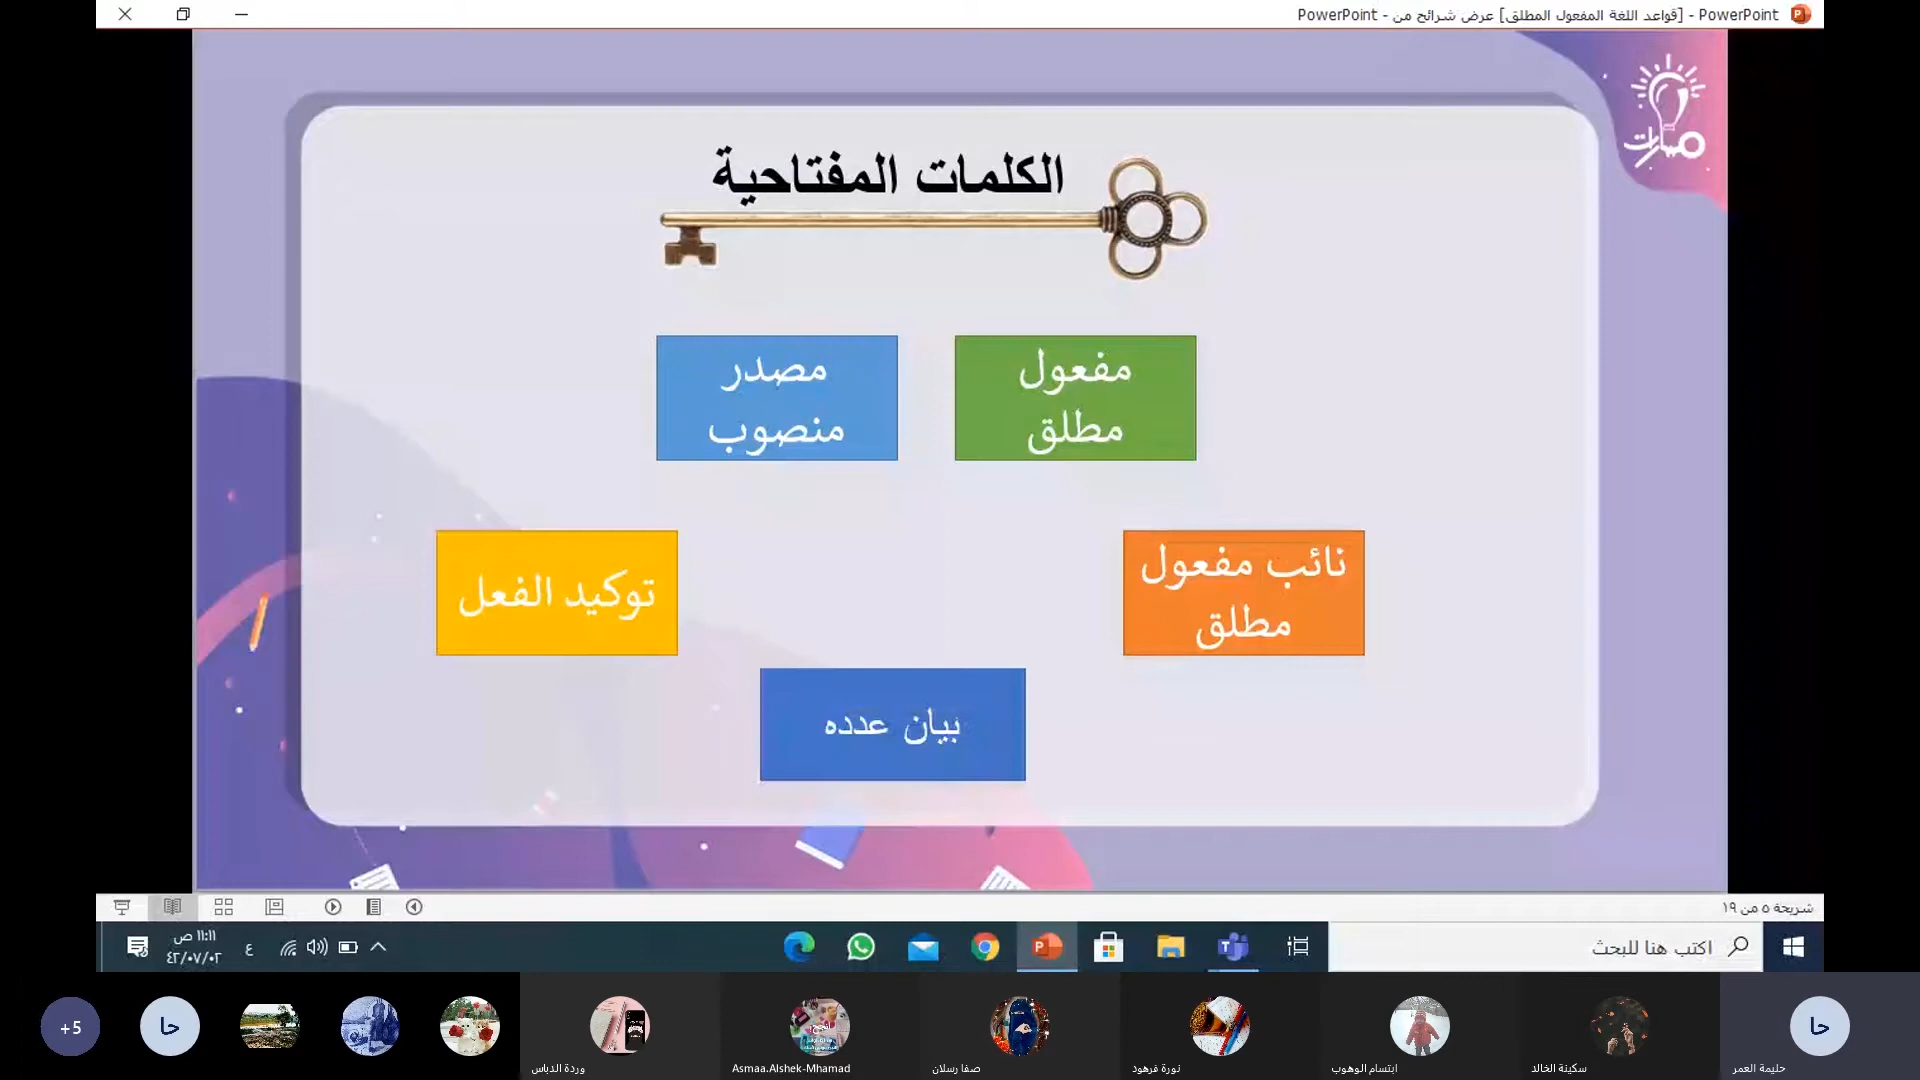 PowerPoint - [قواعد اللغة المفعول المطلق] عرض شرائح من - PowerPoint
مهارات
الكلمات المفتاحية
مفعول
مطلق
مصدر
منصوب
نائب مفعول
مطلق
توكيد الفعل
بيان عدده
شريحة ٥ من ١٩
اكتب هنا للبحث
ع
١١:١١ ص
٤٢/٠٧/٠٢
+5
حا
وردة الدباس
Asmaa.Alshek-Mhamad
صفا رسلان
نورة فرهود
ابتسام الوهوب
سكينة الخالد
حا
حليمة العمر